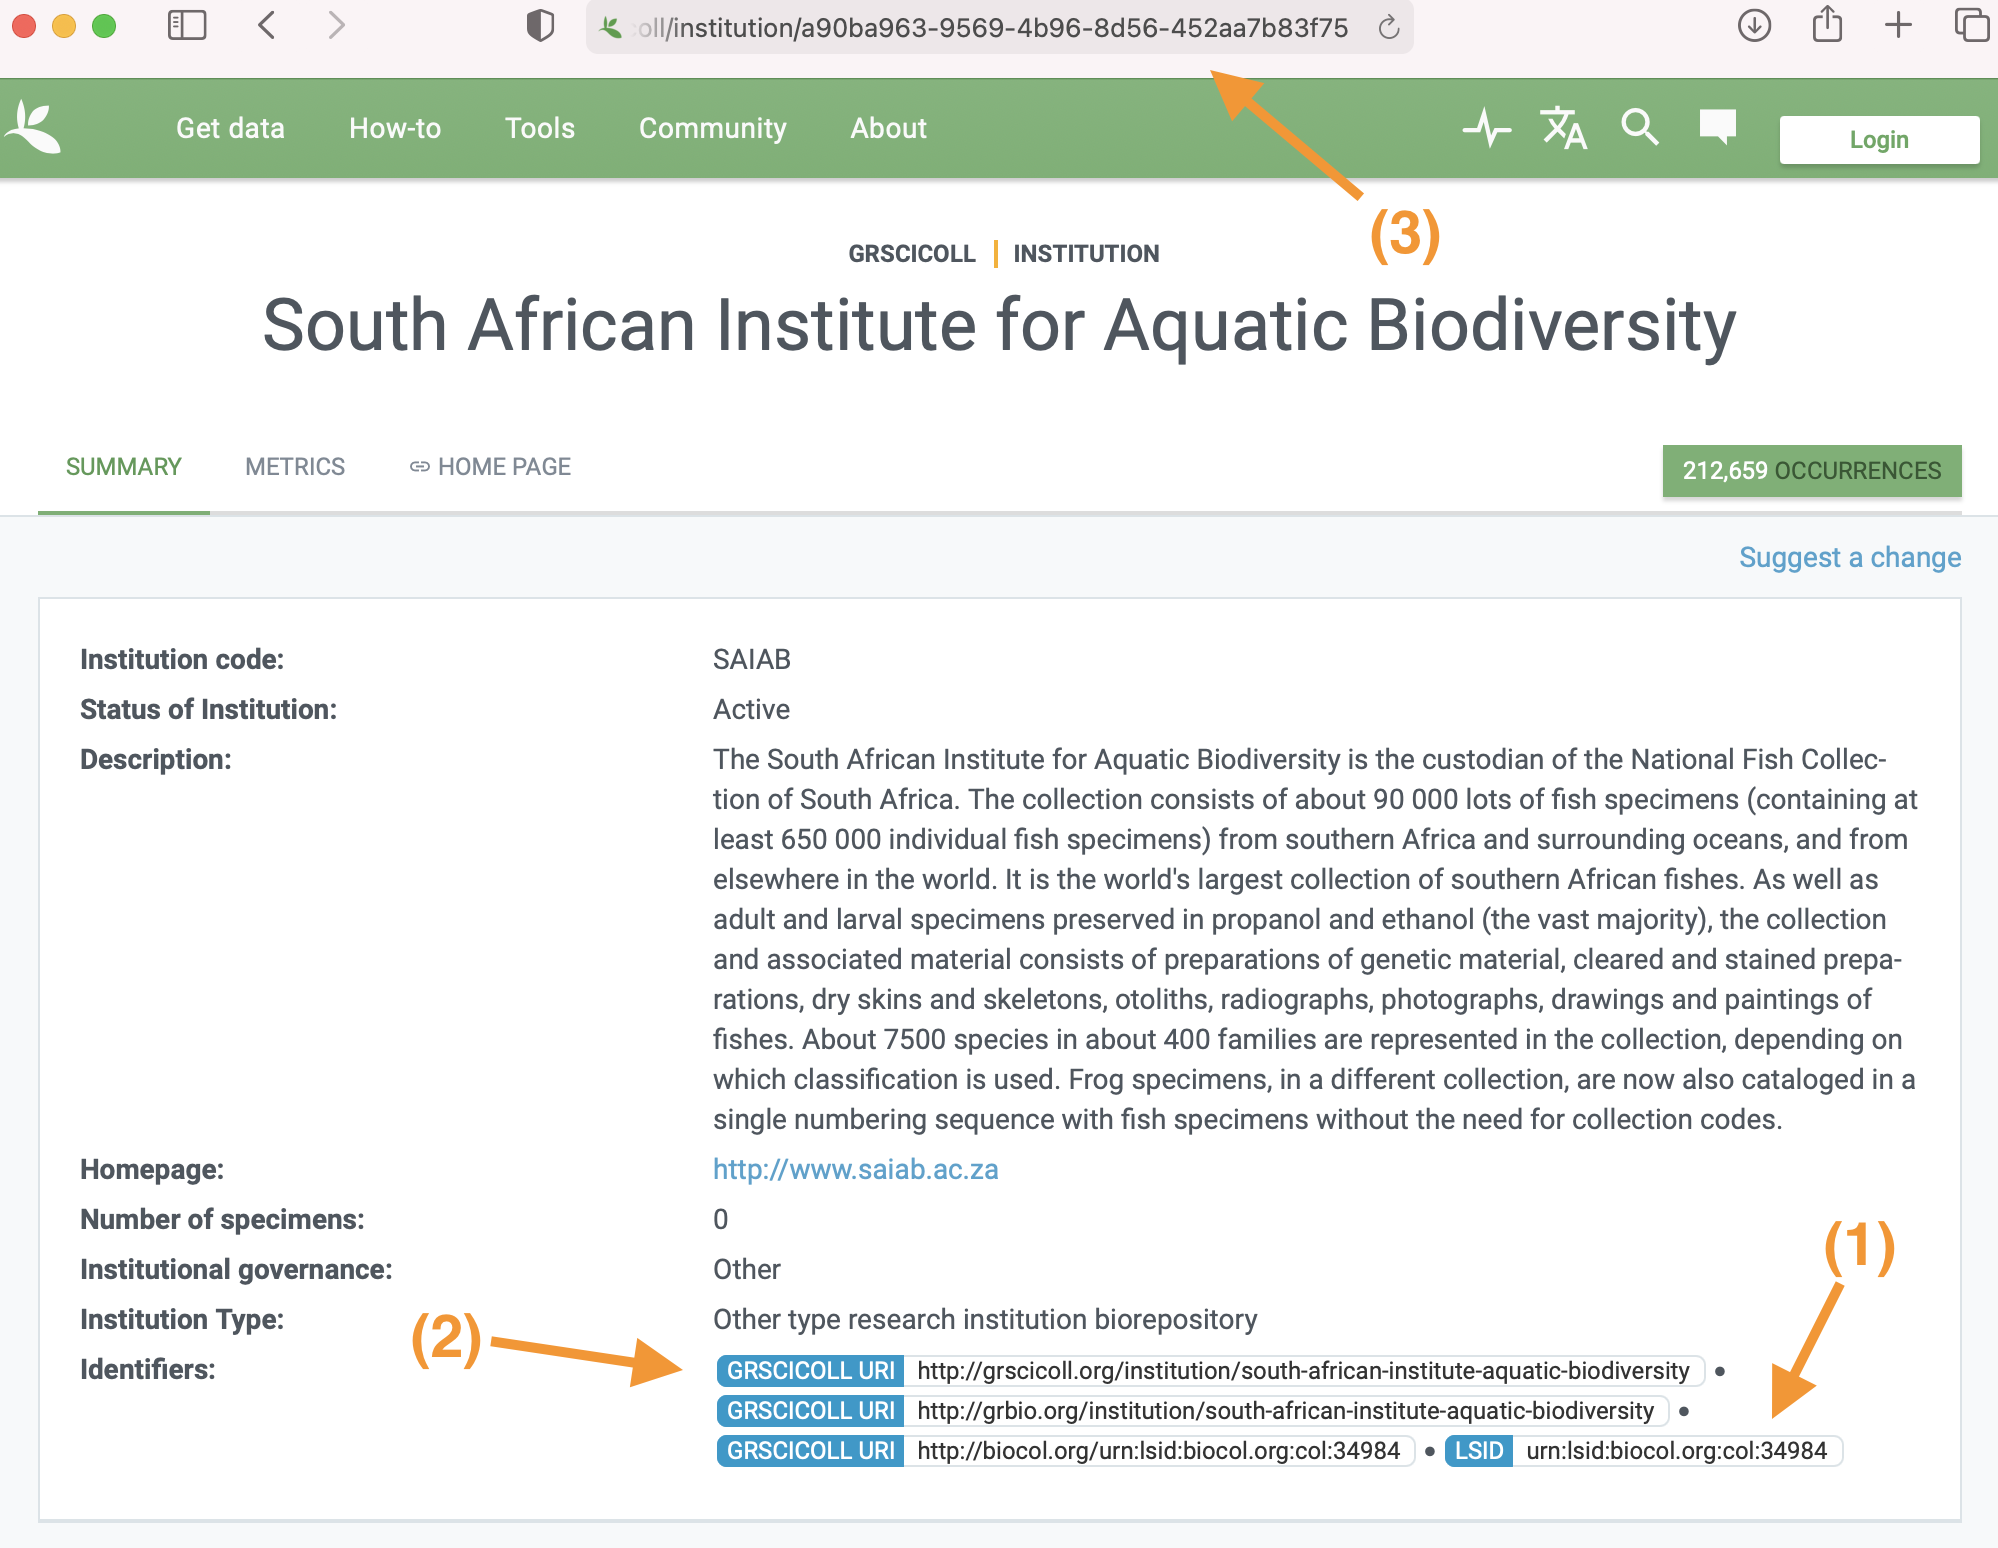 oll/institution/a90ba963-9569-4b96-8d56-452aa7b83f75
Get data How-to Tools Community About Login
(3)
GRSCICOLL INSTITUTION
South African Institute for Aquatic Biodiversity
SUMMARY METRICS HOME PAGE 212,659 OCCURRENCES
Suggest a change
Institution code: SAIAB
Status of Institution: Active
Description: The South African Institute for Aquatic Biodiversity is the custodian of the National Fish Collec-
tion of South Africa. The collection consists of about 90 000 lots of fish specimens (containing at
least 650 000 individual fish specimens) from southern Africa and surrounding oceans, and from
elsewhere in the world. It is the world's largest collection of southern African fishes. As well as
adult and larval specimens preserved in propanol and ethanol (the vast majority), the collection
and associated material consists of preparations of genetic material, cleared and stained prepa-
rations, dry skins and skeletons, otoliths, radiographs, photographs, drawings and paintings of
fishes. About 7500 species in about 400 families are represented in the collection, depending on
which classification is used. Frog specimens, in a different collection, are now also cataloged in a
single numbering sequence with fish specimens without the need for collection codes.
Homepage: http://www.saiab.ac.za
Number of specimens: 0
(1)
Institutional governance: Other
Institution Type: Other type research institution biorepository
(2)
Identifiers: GRSCICOLL URI http://grscicoll.org/institution/south-african-institute-aquatic-biodiversity •
GRSCICOLL URI http://grbio.org/institution/south-african-institute-aquatic-biodiversity •
GRSCICOLL URI http://biocol.org/urn:lsid:biocol.org:col:34984 • LSID urn:lsid:biocol.org:col:34984